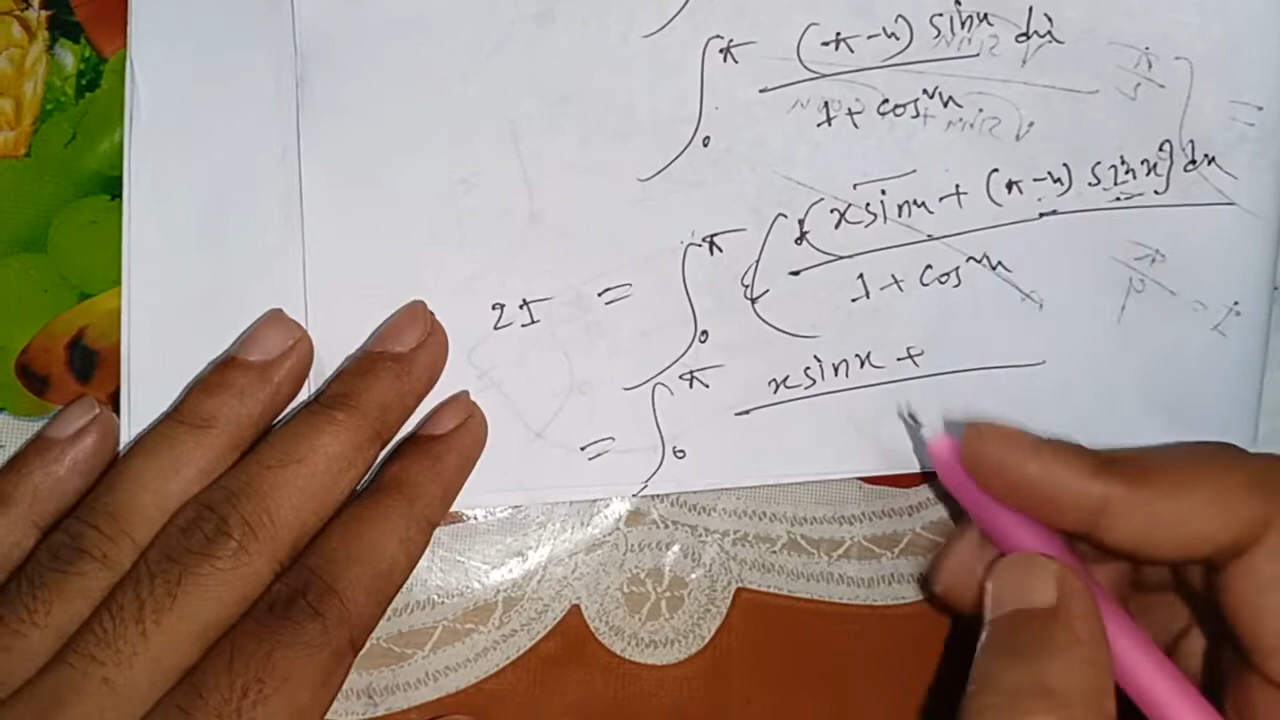 ∫₀^π (π-x) sinx dx / 1 + cos²x
2I = ∫₀^π {x sinx + (π-x) sinx} dx / 1 + cos²x
= ∫₀^π x sinx +